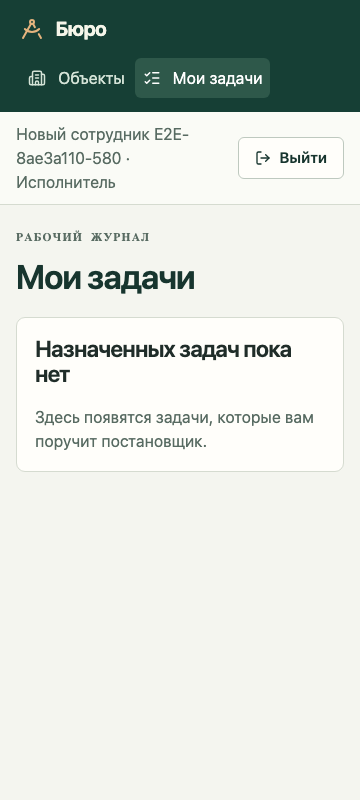 Бюро
Объекты
Мои задачи
Новый сотрудник E2E-
8ae3a110-580 ·
Исполнитель
Выйти
РАБОЧИЙ ЖУРНАЛ
Мои задачи
Назначенных задач пока
нет
Здесь появятся задачи, которые вам
поручит постановщик.